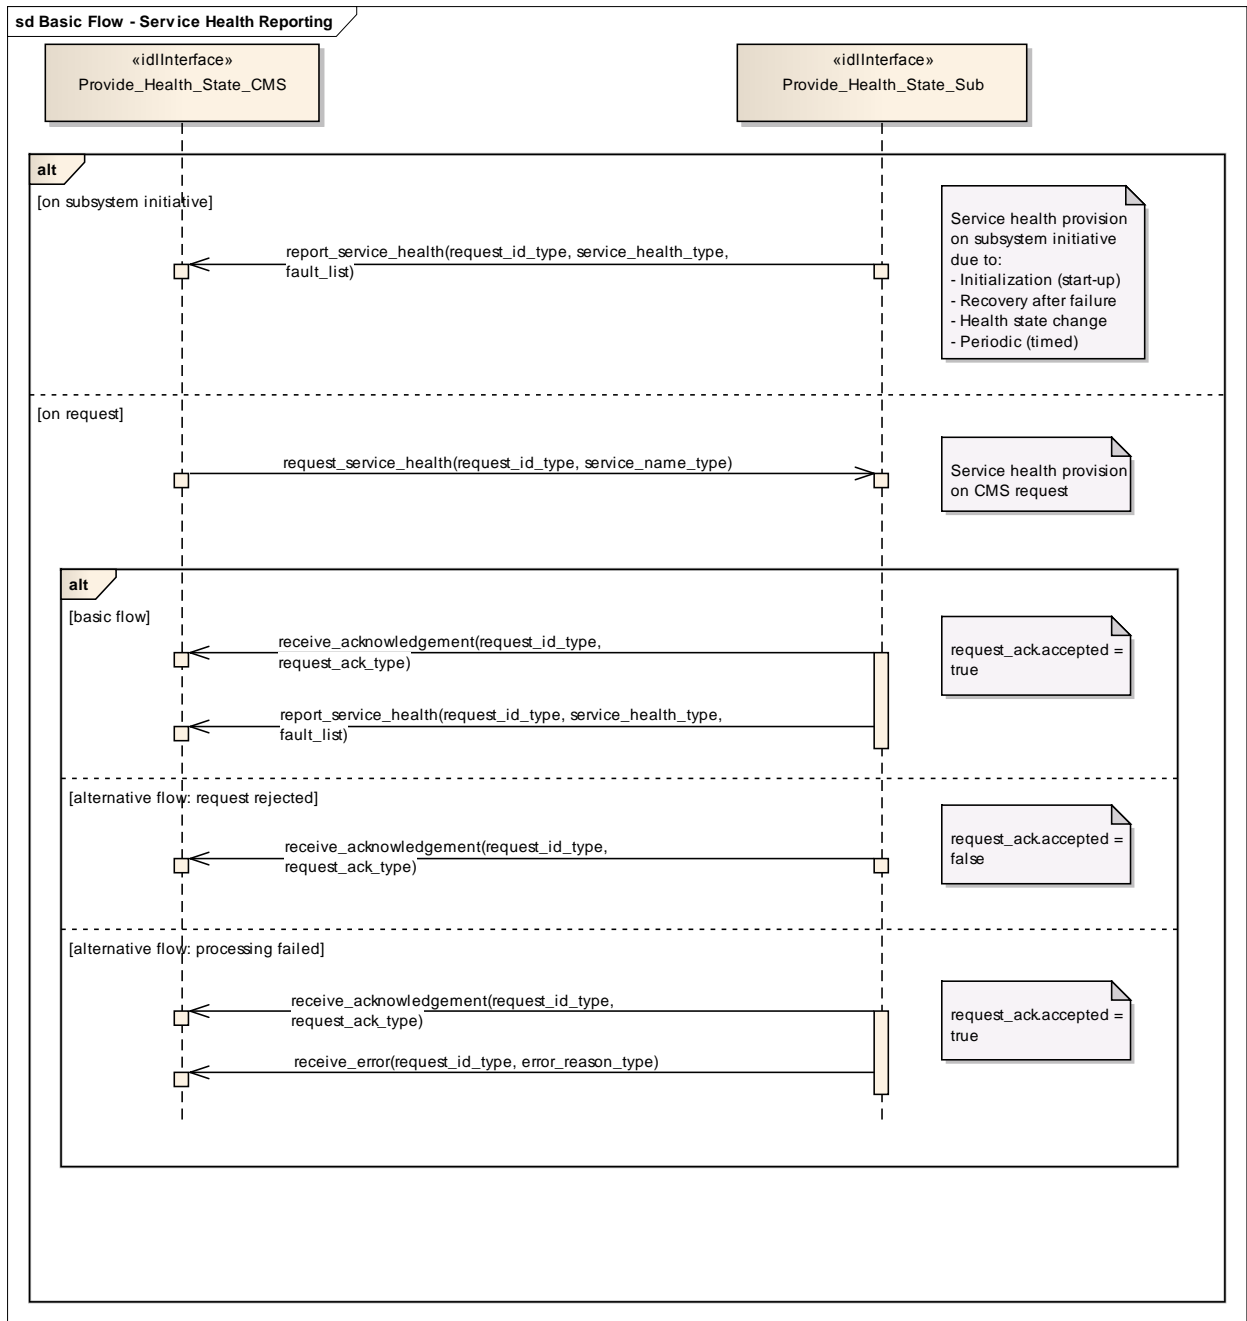 sd Basic Flow - Service Health Reporting
«idlInterface»
Provide_Health_State_CMS
«idlInterface»
Provide_Health_State_Sub
alt
[on subsystem initiative]
Service health provision
on subsystem initiative
due to:
- Initialization (start-up)
- Recovery after failure
- Health state change
- Periodic (timed)
report_service_health(request_id_type, service_health_type,
fault_list)
[on request]
request_service_health(request_id_type, service_name_type)
Service health provision
on CMS request
alt
[basic flow]
receive_acknowledgement(request_id_type,
request_ack_type)
request_ack.accepted =
true
report_service_health(request_id_type, service_health_type,
fault_list)
[alternative flow: request rejected]
receive_acknowledgement(request_id_type,
request_ack_type)
request_ack.accepted =
false
[alternative flow: processing failed]
receive_acknowledgement(request_id_type,
request_ack_type)
request_ack.accepted =
true
receive_error(request_id_type, error_reason_type)